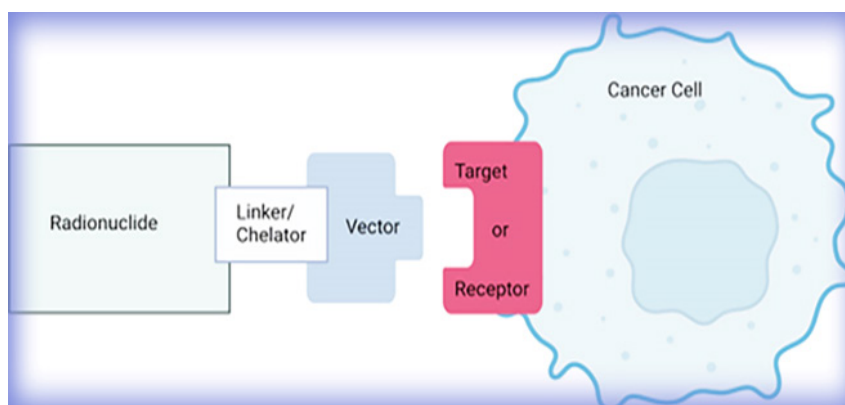 Cancer Cell
Radionuclide
Linker/
Chelator
Vector
Target
or
Receptor